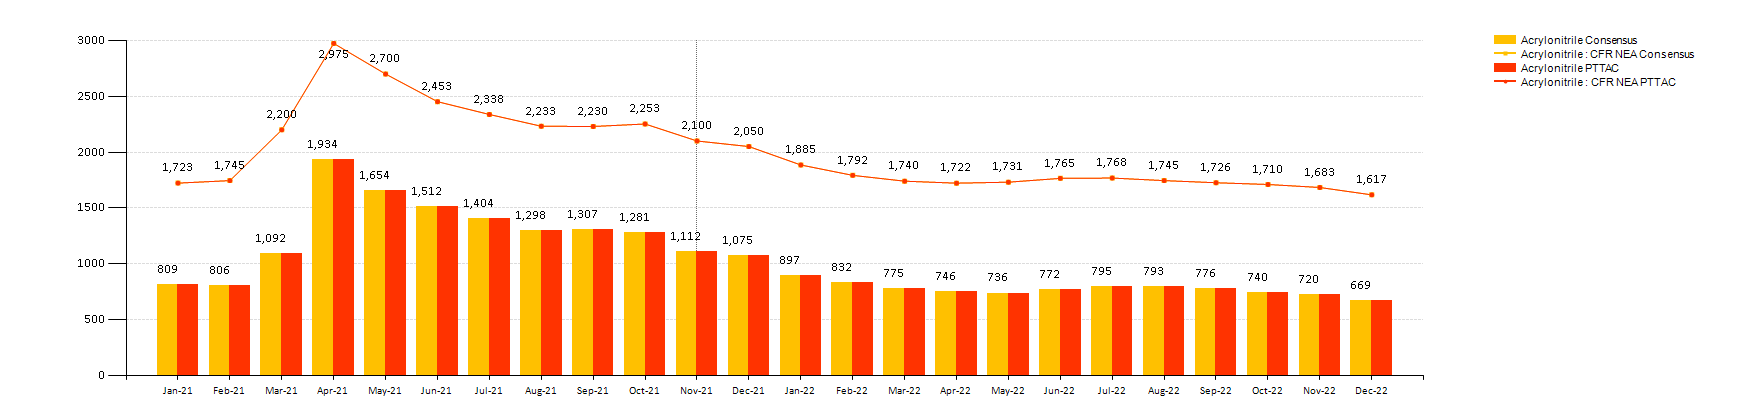 3000
2500
2000
1500
1000
500
0
1,723 1,745 2,200 2,975 2,700 2,453 2,338 2,233 2,230 2,253 2,100 2,050 1,885 1,792 1,740 1,722 1,731 1,765 1,768 1,745 1,726 1,710 1,683 1,617
809 806 1,092 1,934 1,654 1,512 1,404 1,298 1,307 1,281 1,112 1,075 897 832 775 746 736 772 795 793 776 740 720 669
Jan-21 Feb-21 Mar-21 Apr-21 May-21 Jun-21 Jul-21 Aug-21 Sep-21 Oct-21 Nov-21 Dec-21 Jan-22 Feb-22 Mar-22 Apr-22 May-22 Jun-22 Jul-22 Aug-22 Sep-22 Oct-22 Nov-22 Dec-22
Acrylonitrile Consensus
Acrylonitrile : CFR NEA Consensus
Acrylonitrile PTTAC
Acrylonitrile : CFR NEA PTTAC